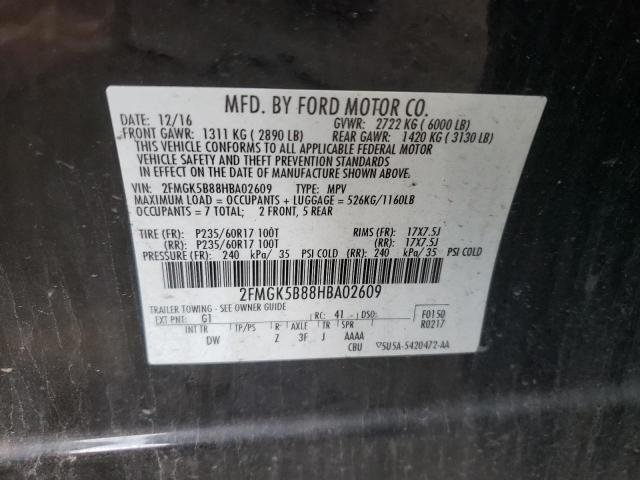 MFD. BY FORD MOTOR CO.
DATE: 12/16 GVWR: 2722 KG ( 6000 LB)
FRONT GAWR: 1311 KG ( 2890 LB) REAR GAWR: 1420 KG ( 3130 LB)
THIS VEHICLE CONFORMS TO ALL APPLICABLE FEDERAL MOTOR
VEHICLE SAFETY AND THEFT PREVENTION STANDARDS
IN EFFECT ON THE DATE OF MANUFACTURE SHOWN ABOVE.
VIN: 2FMGK5B88HBA02609 TYPE: MPV
MAXIMUM LOAD = OCCUPANTS + LUGGAGE = 526KG/1160LB
OCCUPANTS = 7 TOTAL; 2 FRONT, 5 REAR
TIRE (FR): P235/60R17 100T RIMS (FR): 17X7.5J
(RR): P235/60R17 100T (RR): 17X7.5J
PRESSURE (FR): 240 kPa/ 35 PSI COLD (RR): 240 kPa/ 35 PSI COLD
2FMGK5B88HBA02609
TRAILER TOWING - SEE OWNER GUIDE
EXT PNT: G1 RC: 41 DSO: F0150
INT TR TP/PS R AXLE TR SPR R0217
DW Z 3F J AAAA
CBU 5U5A-5420472-AA